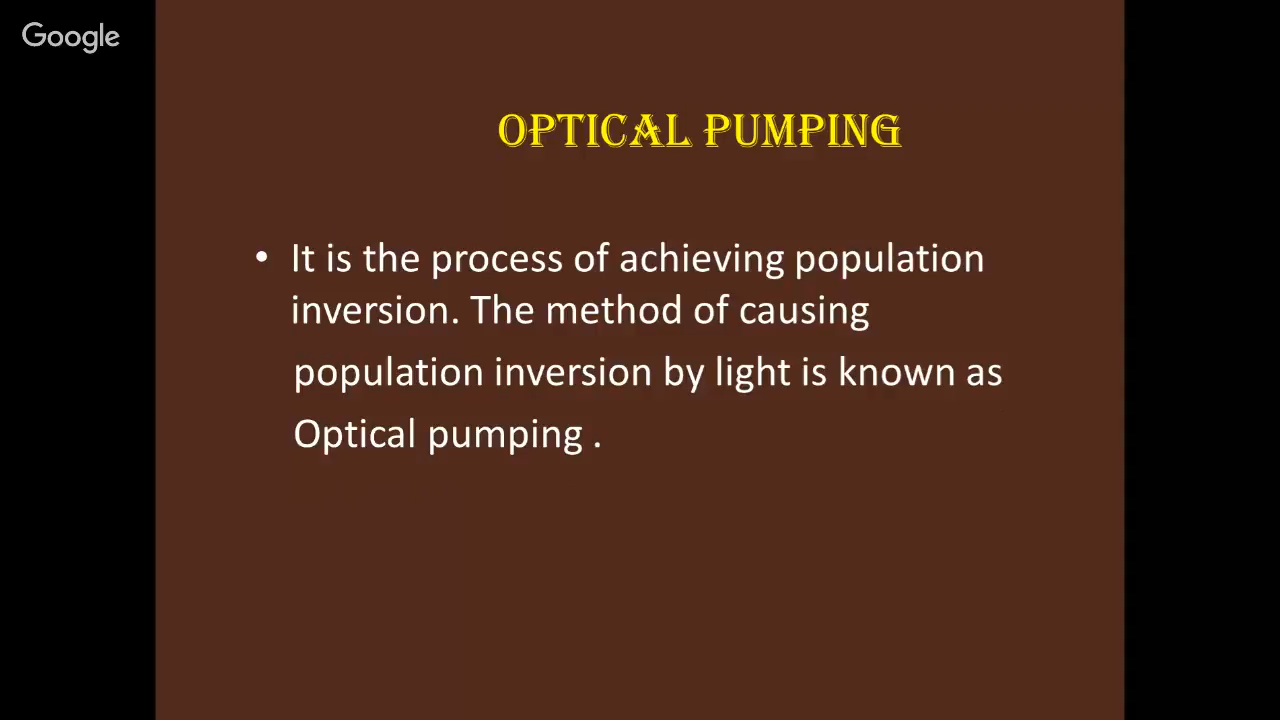 Google
OPTICAL PUMPING
• It is the process of achieving population
inversion. The method of causing
population inversion by light is known as
Optical pumping .